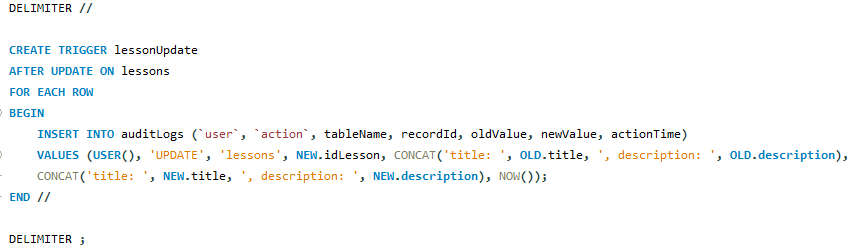 DELIMITER //
CREATE TRIGGER lessonUpdate
AFTER UPDATE ON lessons
FOR EACH ROW
BEGIN
INSERT INTO auditLogs (`user`, `action`, tableName, recordId, oldValue, newValue, actionTime)
VALUES (USER(), 'UPDATE', 'lessons', NEW.idLesson, CONCAT('title: ', OLD.title, ', description: ', OLD.description),
CONCAT('title: ', NEW.title, ', description: ', NEW.description), NOW());
END //
DELIMITER ;